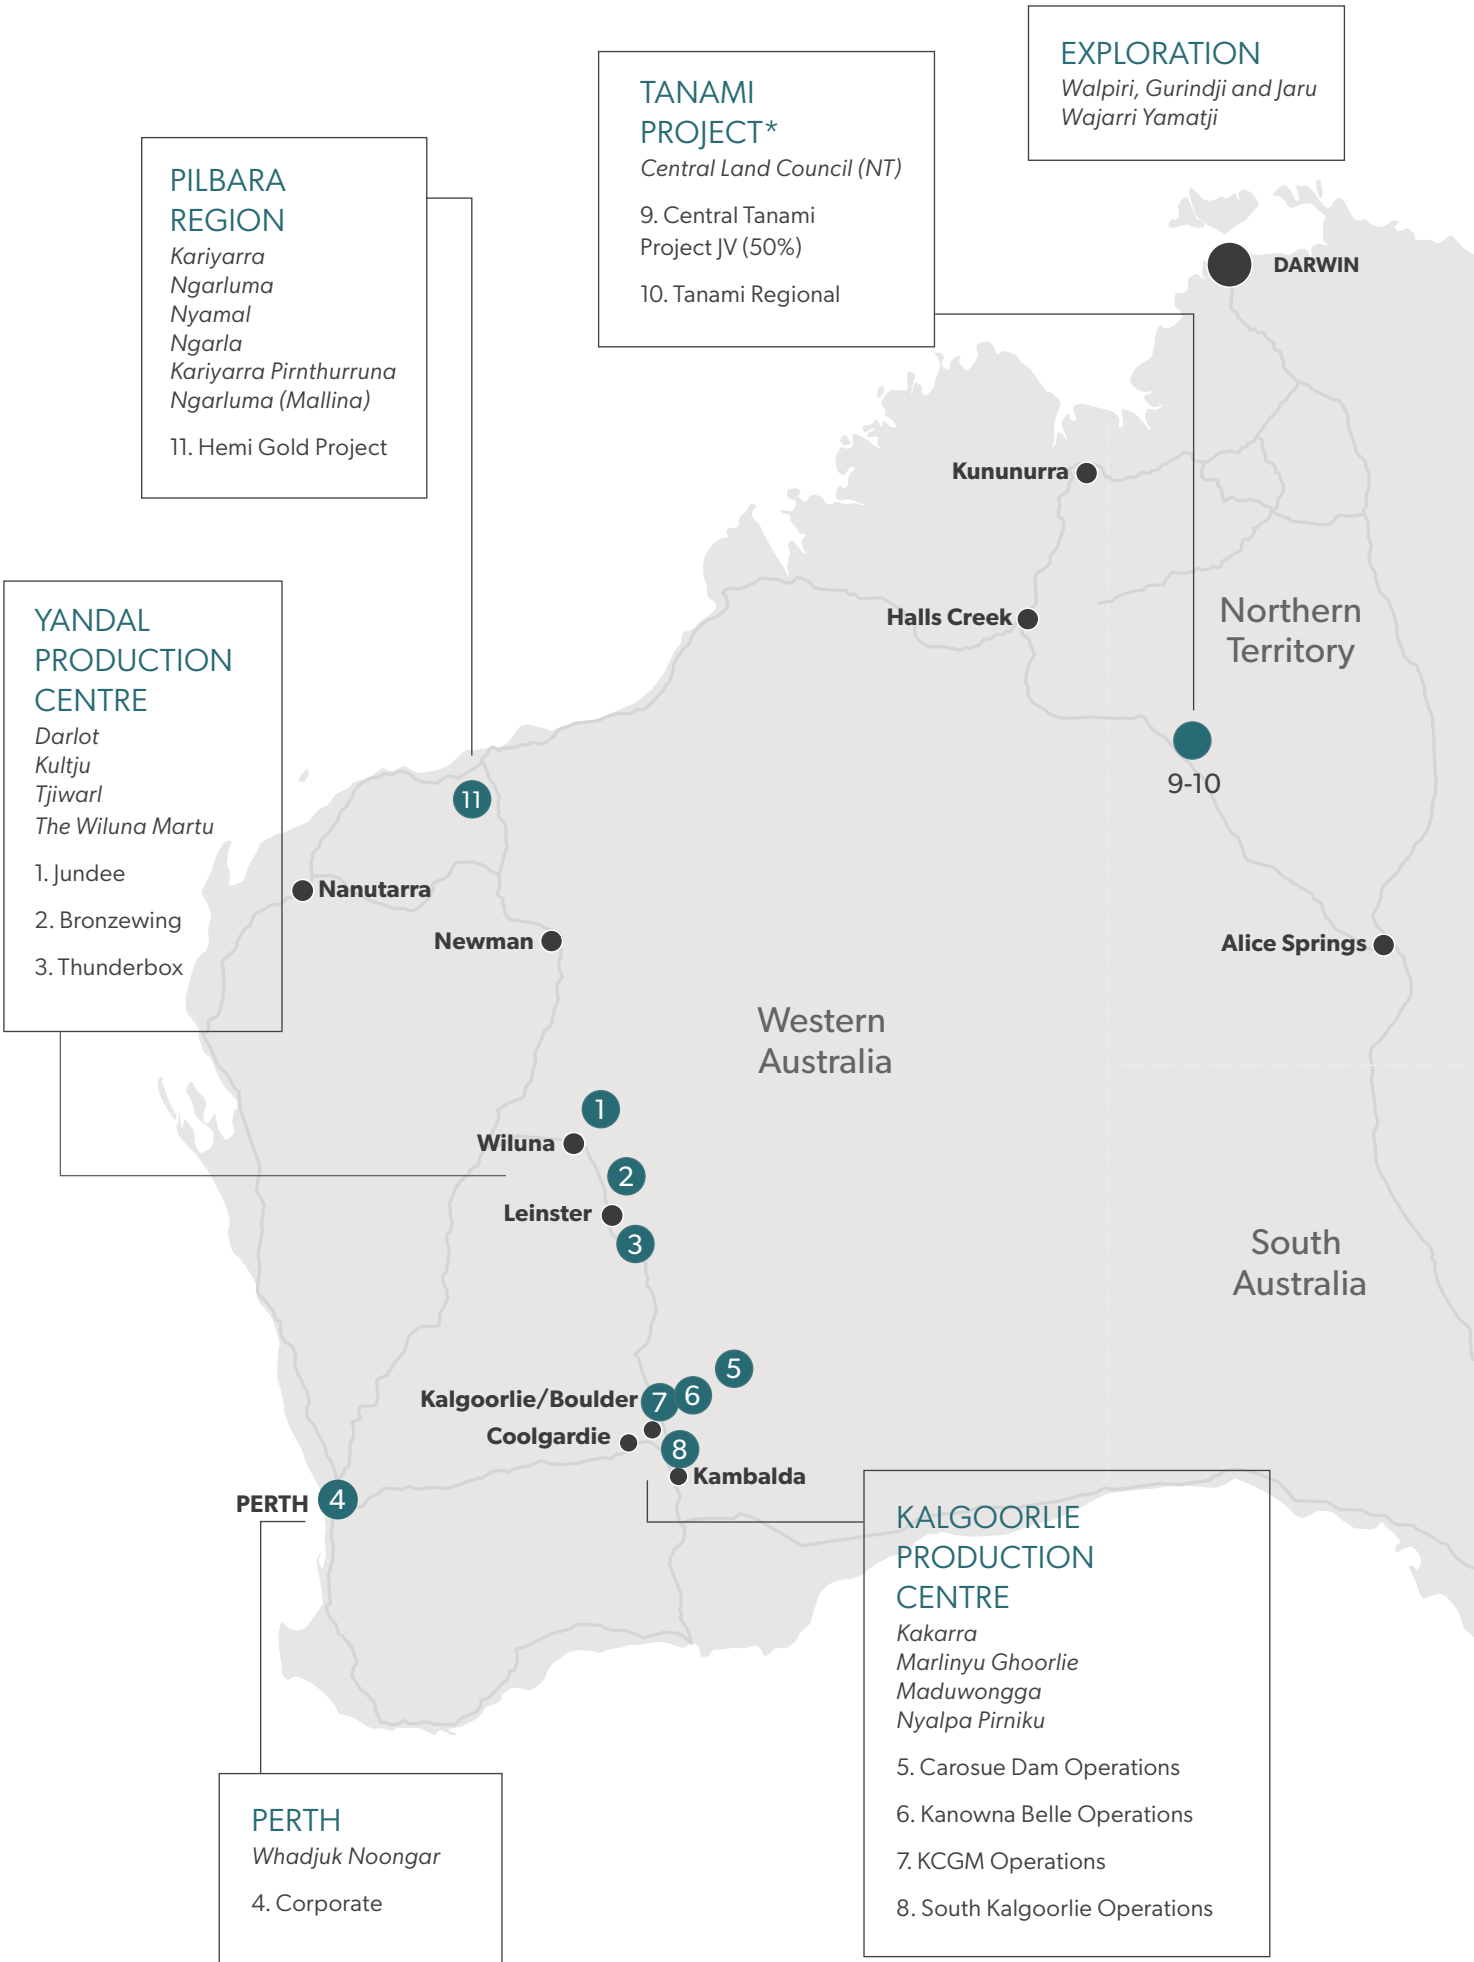 EXPLORATION
Walpiri, Gurindji and Jaru
Wajarri Yamatji
TANAMI
PROJECT*
Central Land Council (NT)
9. Central Tanami
Project JV (50%)
10. Tanami Regional
PILBARA
REGION
Kariyarra
Ngarluma
Nyamal
Ngarla
Kariyarra Pirnthurruna
Ngarluma (Mallina)
11. Hemi Gold Project
DARWIN
Kununurra
Halls Creek
Northern
Territory
YANDAL
PRODUCTION
CENTRE
Darlot
Kultju
Tjiwarl
The Wiluna Martu
1. Jundee
2. Bronzewing
3. Thunderbox
9-10
11
Nanutarra
Newman
Alice Springs
Western
Australia
1
Wiluna
2
Leinster
3
South
Australia
5
6
7
Kalgoorlie/Boulder
Coolgardie
8
Kambalda
PERTH
4
KALGOORLIE
PRODUCTION
CENTRE
Kakarra
Marlinyu Ghoorlie
Maduwongga
Nyalpa Pirniku
5. Carosue Dam Operations
6. Kanowna Belle Operations
7. KCGM Operations
8. South Kalgoorlie Operations
PERTH
Whadjuk Noongar
4. Corporate